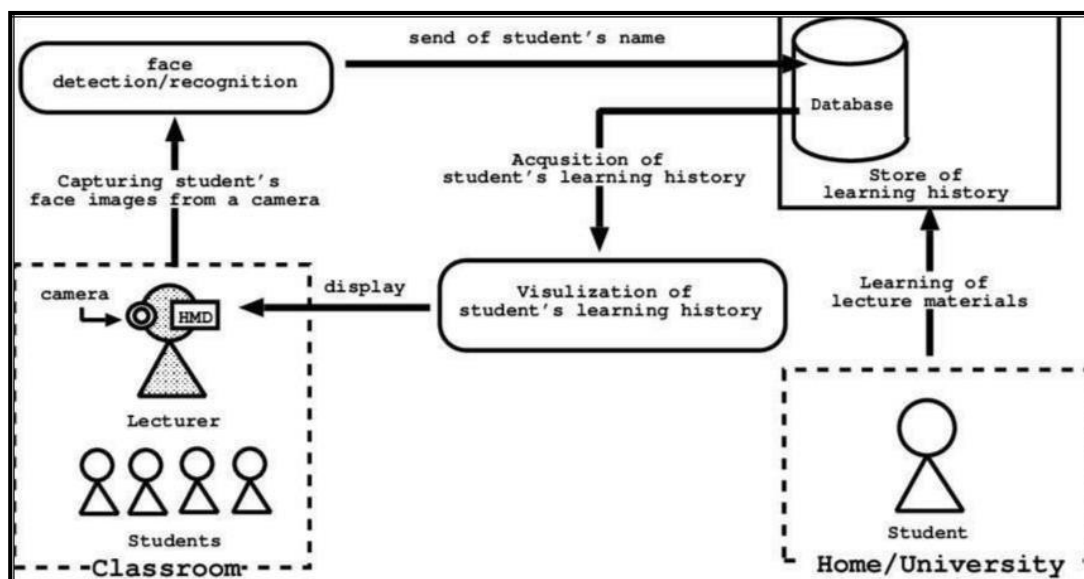 send of student's name
face
detection/recognition
Database
Acqusition of
student's learning history
Store of
learning history
Capturing student's
face images from a camera
Learning of
lecture materials
display
Visulization of
student's learning history
camera
HMD
Lecturer
Students
Classroom
Student
Home/University